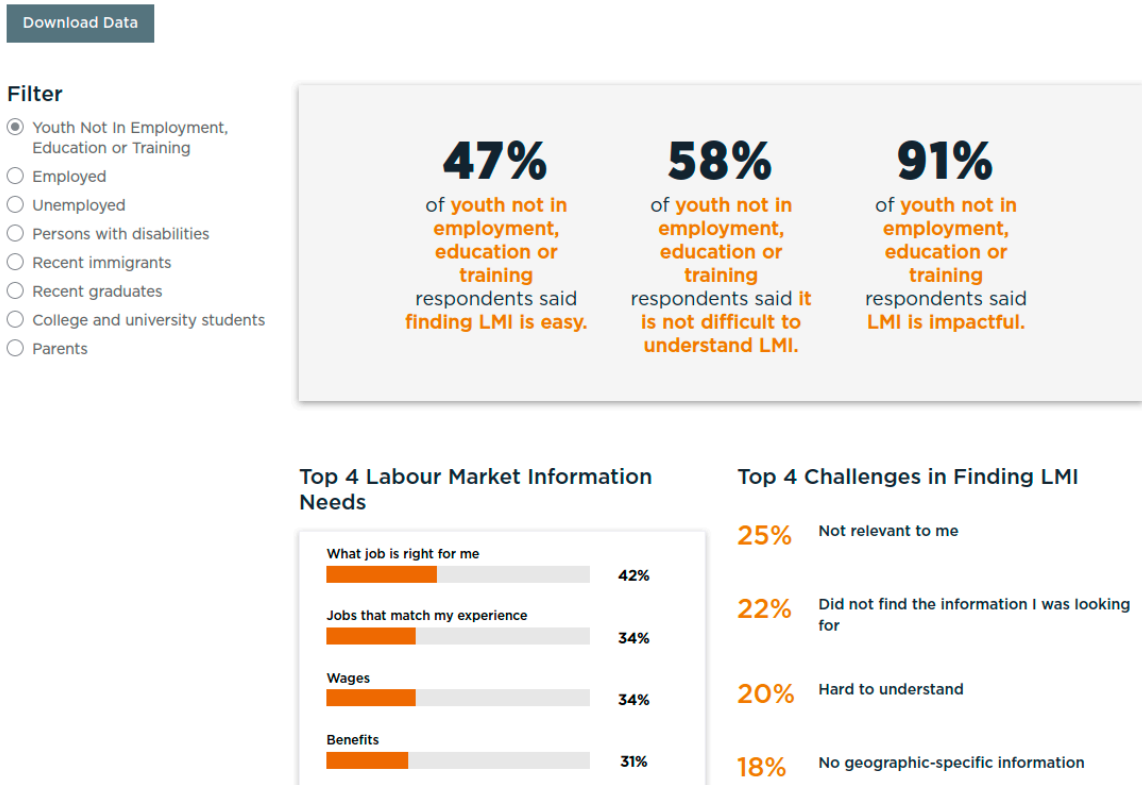 Download Data
Filter
Youth Not In Employment,
Education or Training
Employed
Unemployed
Persons with disabilities
Recent immigrants
Recent graduates
College and university students
Parents
47%
of youth not in
employment,
education or
training
respondents said
finding LMI is easy.
58%
of youth not in
employment,
education or
training
respondents said it
is not difficult to
understand LMI.
91%
of youth not in
employment,
education or
training
respondents said
LMI is impactful.
Top 4 Labour Market Information
Needs
What job is right for me
42%
Jobs that match my experience
34%
Wages
34%
Benefits
31%
Top 4 Challenges in Finding LMI
25% Not relevant to me
22% Did not find the information I was looking
for
20% Hard to understand
18% No geographic-specific information